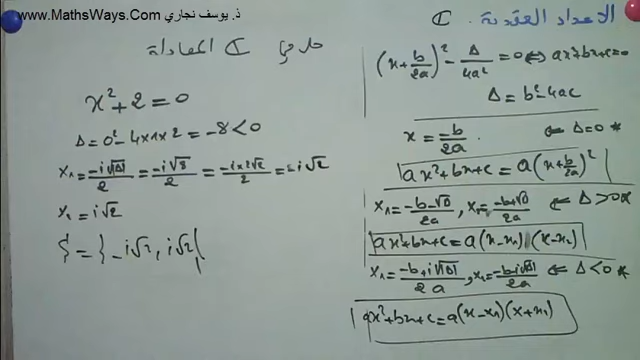 ذ. يوسف نجاري www.MathsWays.Com
الأعداد العقدية . ℂ
(x+b/2a)² - Δ/4a² = 0 ⇔ ax²+bx+c=0
Δ = b²-4ac
x = -b/2a . ⇐ Δ=0 *
ax²+bx+c = a(x+b/2a)²
x₁ = -b-√Δ/2a , x₂ = -b+√Δ/2a ⇐ Δ>0 *
ax²+bx+c = a(x-x₁)(x-x₂)
x₁ = -b+i√|Δ|/2a , x₂ = -b-i√|Δ|/2a ⇐ Δ<0 *
ax²+bx+c = a(x-x₁)(x+x₁)
ℂ المعادلة
x²+2=0
Δ = 0²-4×1×2 = -8 < 0
x₁ = -i√|Δ|/2 = -i√8/2 = -i×2√2/2 = -i√2
x₂ = i√2
S = {-i√2, i√2}